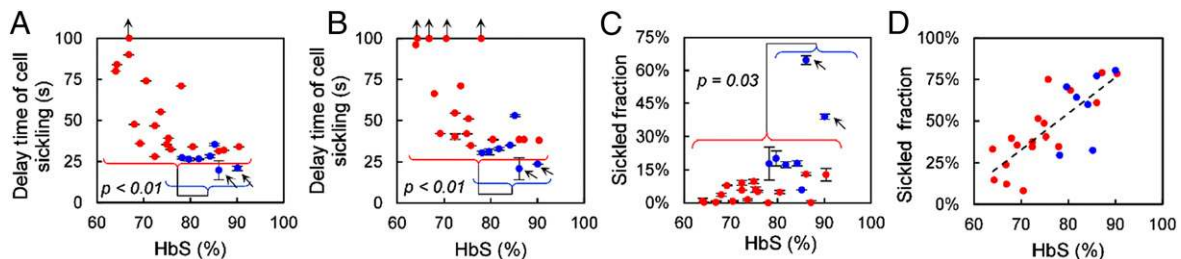 A
Delay time of cell
sickling (s)
100
75
50
25
0
p < 0.01
60 70 80 90 100
HbS (%)
B
Delay time of cell
sickling (s)
100
75
50
25
0
p < 0.01
60 70 80 90 100
HbS (%)
C
Sickled fraction
75%
60%
45%
30%
15%
0%
p = 0.03
60 70 80 90 100
HbS (%)
D
Sickled fraction
100%
75%
50%
25%
0%
60 70 80 90 100
HbS (%)